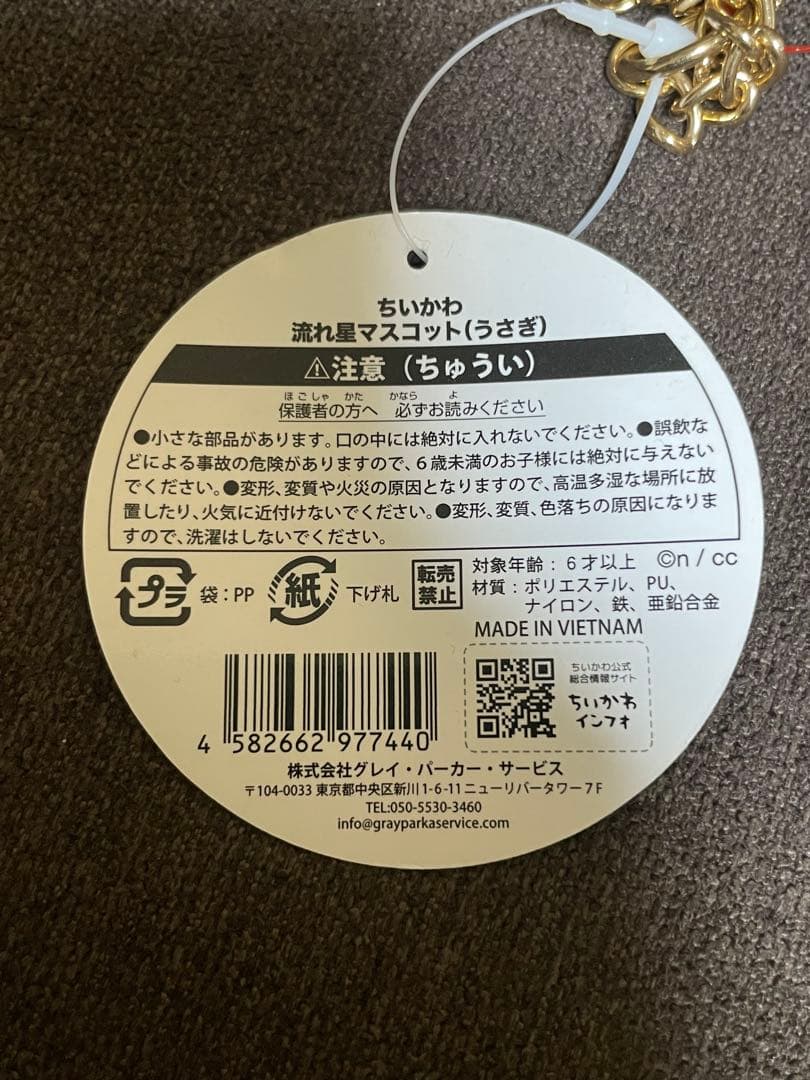 ちいかわ
流れ星マスコット(うさぎ)
⚠注意(ちゅうい)
ほごしゃ かた かなら よ
保護者の方へ 必ずお読みください
●小さな部品があります。口の中には絶対に入れないでください。●誤飲な
どによる事故の危険がありますので、6歳未満のお子様には絶対に与えない
でください。●変形、変質や火災の原因となりますので、高温多湿な場所に放
置したり、火気に近付けないでください。●変形、変質、色落ちの原因になりま
すので、洗濯はしないでください。
プラ 袋:PP 紙 下げ札
転売
禁止
対象年齢:6才以上 ©n / cc
材質:ポリエステル、PU、
ナイロン、鉄、亜鉛合金
MADE IN VIETNAM
ちいかわ公式
総合情報サイト
ちいかわ
インフォ
4 582662 977440
株式会社グレイ・パーカー・サービス
〒104-0033 東京都中央区新川1-6-11ニューリバータワー7F
TEL:050-5530-3460
info@grayparkaservice.com